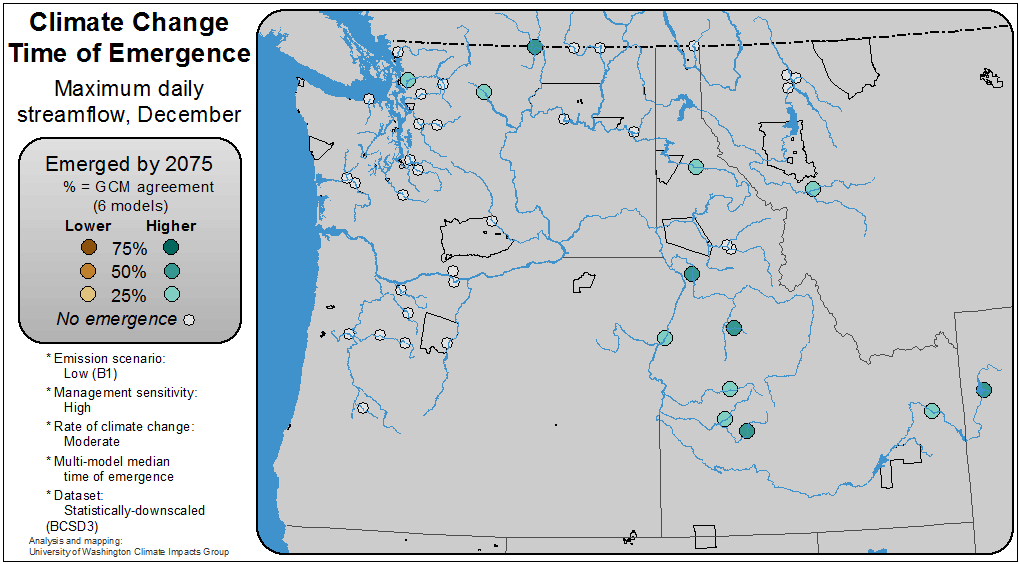 Climate Change
Time of Emergence
Maximum daily
streamflow, December
Emerged by 2075
% = GCM agreement
(6 models)
Lower Higher
75%
50%
25%
No emergence
* Emission scenario:
Low (B1)
* Management sensitivity:
High
* Rate of climate change:
Moderate
* Multi-model median
time of emergence
* Dataset:
Statistically-downscaled
(BCSD3)
Analysis and mapping:
University of Washington Climate Impacts Group